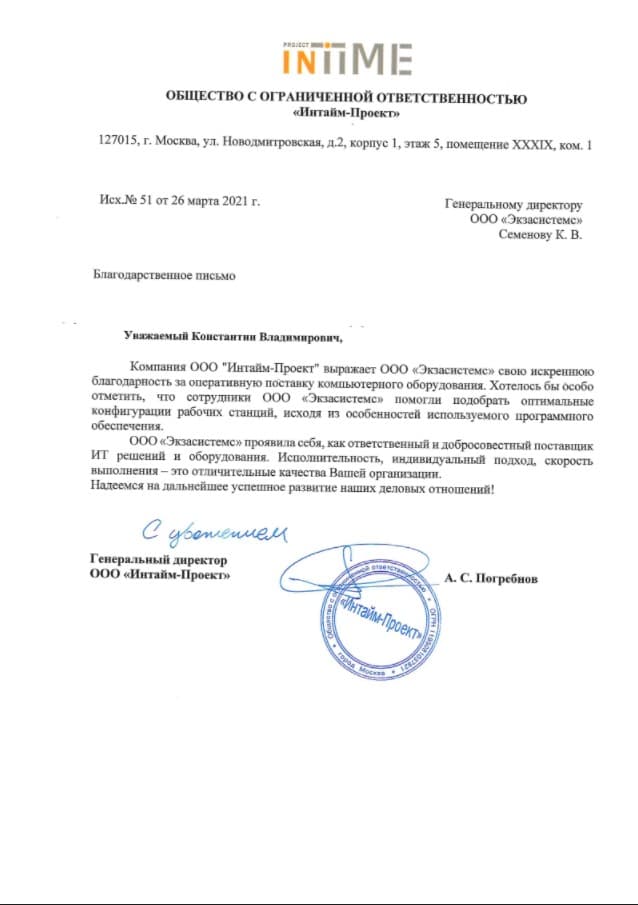 PROJECT
INTIME
ОБЩЕСТВО С ОГРАНИЧЕННОЙ ОТВЕТСТВЕННОСТЬЮ
«Интайм-Проект»
127015, г. Москва, ул. Новодмитровская, д.2, корпус 1, этаж 5, помещение XXXIX, ком. 1
Исх.№ 51 от 26 марта 2021 г.
Генеральному директору
ООО «Экзасистемс»
Семенову К. В.
Благодарственное письмо
Уважаемый Константин Владимирович,
Компания ООО "Интайм-Проект" выражает ООО «Экзасистемс» свою искреннюю
благодарность за оперативную поставку компьютерного оборудования. Хотелось бы особо
отметить, что сотрудники ООО «Экзасистемс» помогли подобрать оптимальные
конфигурации рабочих станций, исходя из особенностей используемого программного
обеспечения.
ООО «Экзасистемс» проявила себя, как ответственный и добросовестный поставщик
ИТ решений и оборудования. Исполнительность, индивидуальный подход, скорость
выполнения – это отличительные качества Вашей организации.
Надеемся на дальнейшее успешное развитие наших деловых отношений!
С уважением
Генеральный директор
ООО «Интайм-Проект»
А. С. Погребнов
Общество с ограниченной ответственностью
«Интайм-Проект»
город Москва
ОГРН